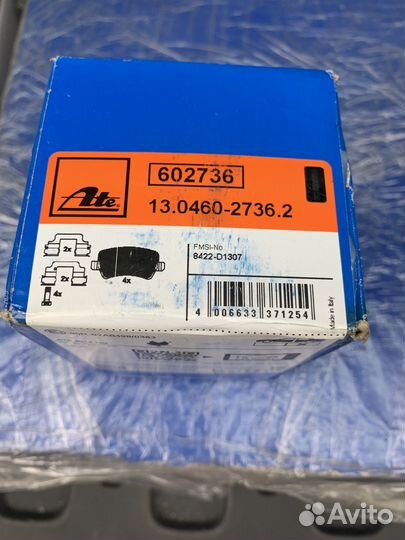 602736
Ate
13.0460-2736.2
2x
2x
4x
4x
FMSI-No
8422-D1307
4 006633 371254
Made in Italy
Avito